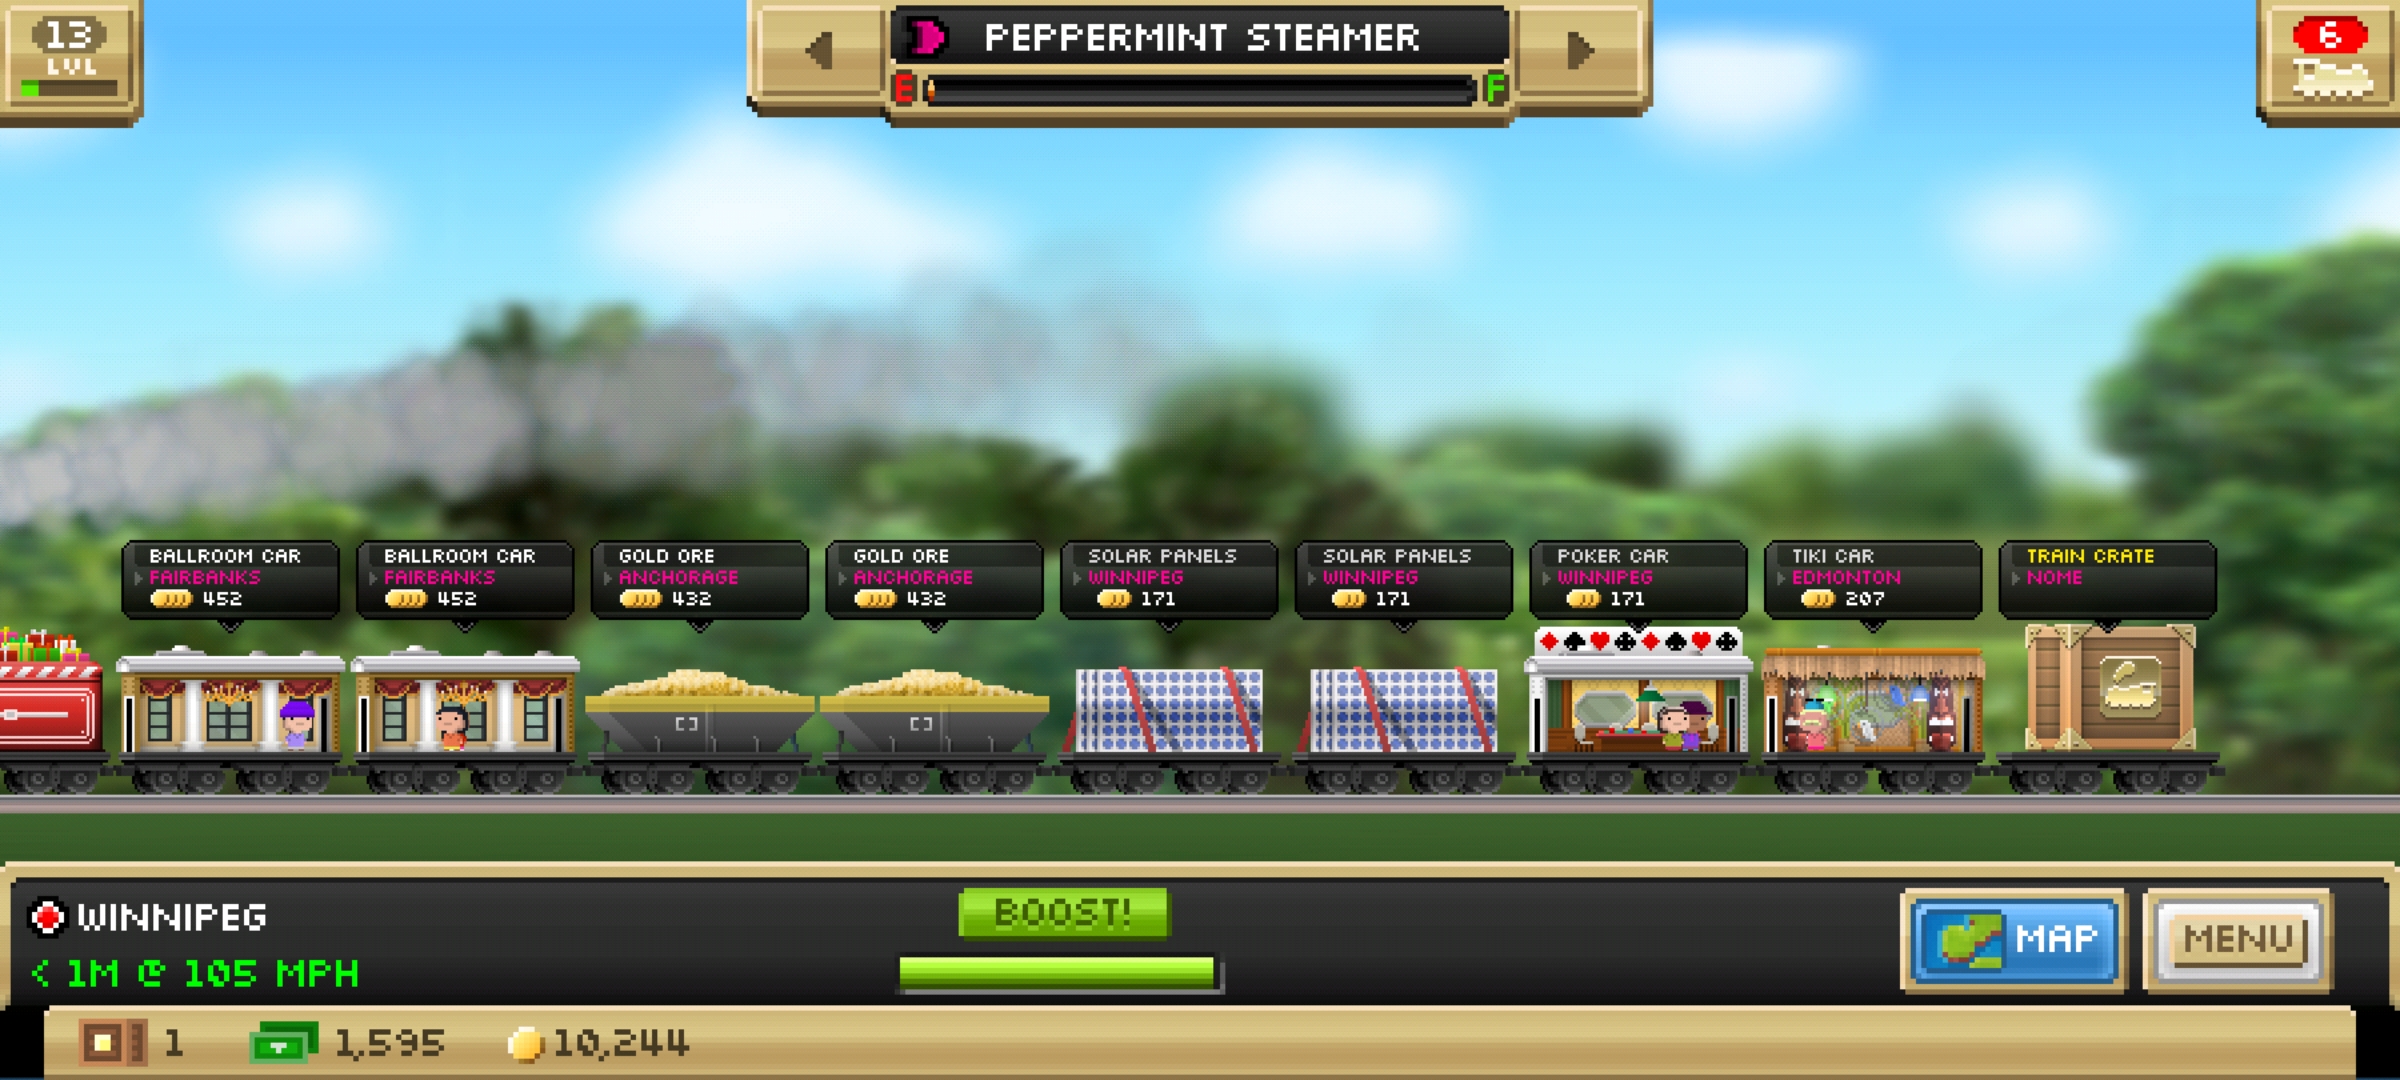 13
LVL
PEPPERMINT STEAMER
E F
6
BALLROOM CAR
FAIRBANKS
452
BALLROOM CAR
FAIRBANKS
452
GOLD ORE
ANCHORAGE
432
GOLD ORE
ANCHORAGE
432
SOLAR PANELS
WINNIPEG
171
SOLAR PANELS
WINNIPEG
171
POKER CAR
WINNIPEG
171
TIKI CAR
EDMONTON
207
TRAIN CRATE
NOME
WINNIPEG
< 1M @ 105 MPH
BOOST!
MAP
MENU
1
1,595
10,244